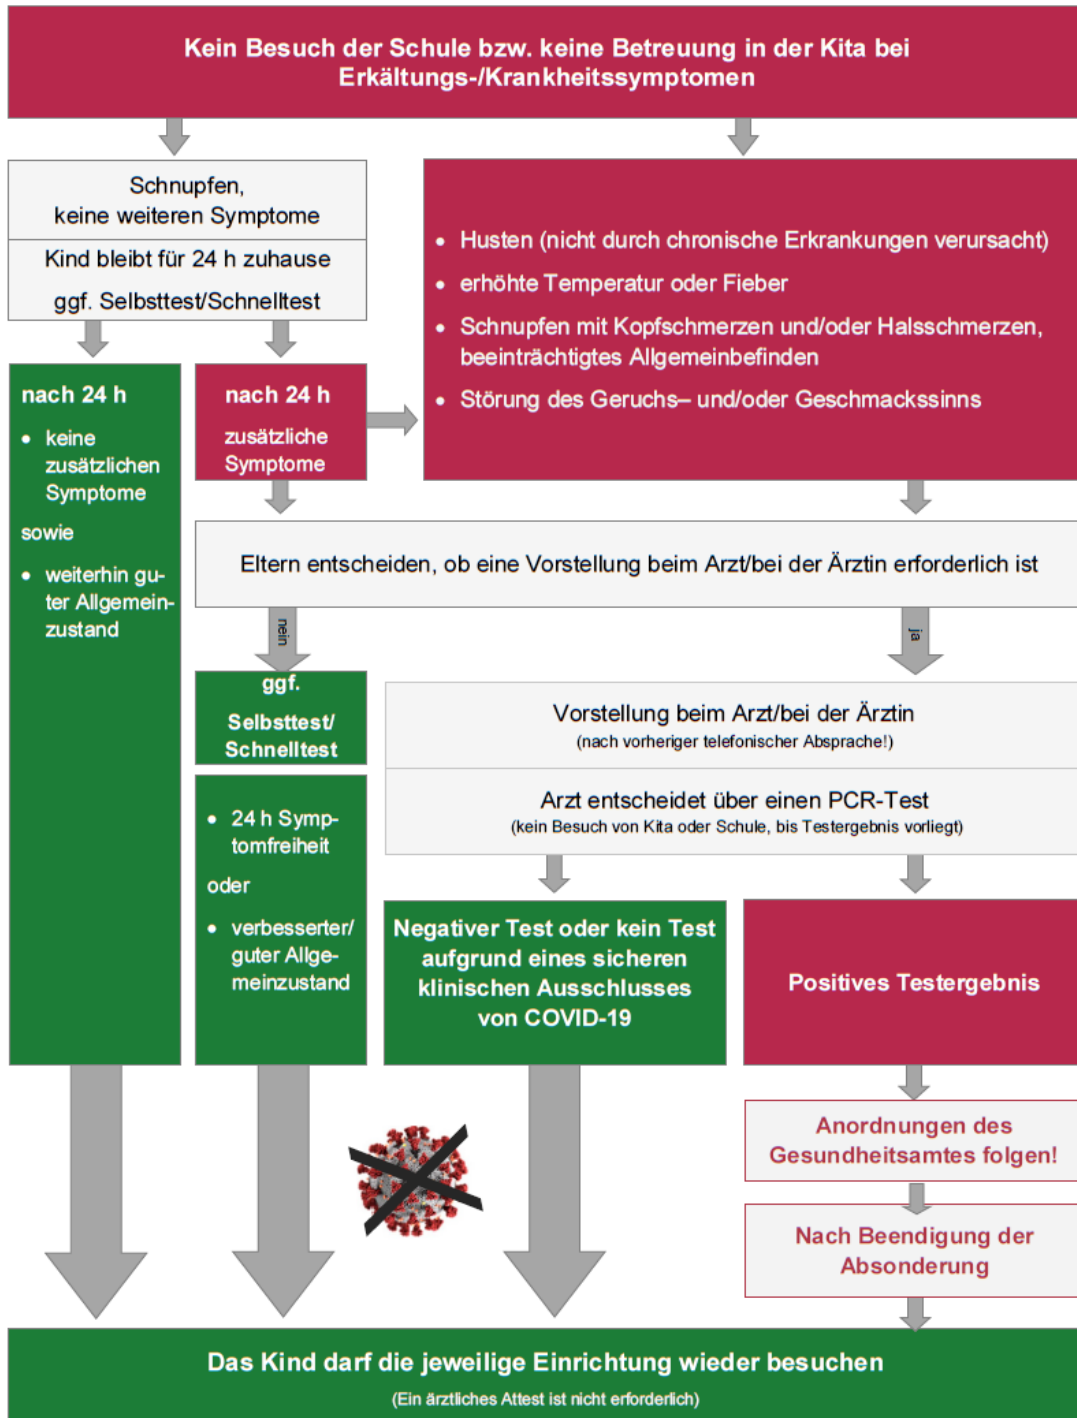 Kein Besuch der Schule bzw. keine Betreuung in der Kita bei
Erkältungs-/Krankheitssymptomen
Schnupfen,
keine weiteren Symptome
Kind bleibt für 24 h zuhause
ggf. Selbsttest/Schnelltest
• Husten (nicht durch chronische Erkrankungen verursacht)
• erhöhte Temperatur oder Fieber
• Schnupfen mit Kopfschmerzen und/oder Halsschmerzen,
beeinträchtigtes Allgemeinbefinden
• Störung des Geruchs– und/oder Geschmackssinns
nach 24 h
• keine
zusätzlichen
Symptome
sowie
• weiterhin gu-
ter Allgemein-
zustand
nach 24 h
zusätzliche
Symptome
Eltern entscheiden, ob eine Vorstellung beim Arzt/bei der Ärztin erforderlich ist
nein
ja
ggf.
Selbsttest/
Schnelltest
• 24 h Symp-
tomfreiheit
oder
• verbesserter/
guter Allge-
meinzustand
Vorstellung beim Arzt/bei der Ärztin
(nach vorheriger telefonischer Absprache!)
Arzt entscheidet über einen PCR-Test
(kein Besuch von Kita oder Schule, bis Testergebnis vorliegt)
Negativer Test oder kein Test
aufgrund eines sicheren
klinischen Ausschlusses
von COVID-19
Positives Testergebnis
Anordnungen des
Gesundheitsamtes folgen!
Nach Beendigung der
Absonderung
Das Kind darf die jeweilige Einrichtung wieder besuchen
(Ein ärztliches Attest ist nicht erforderlich)